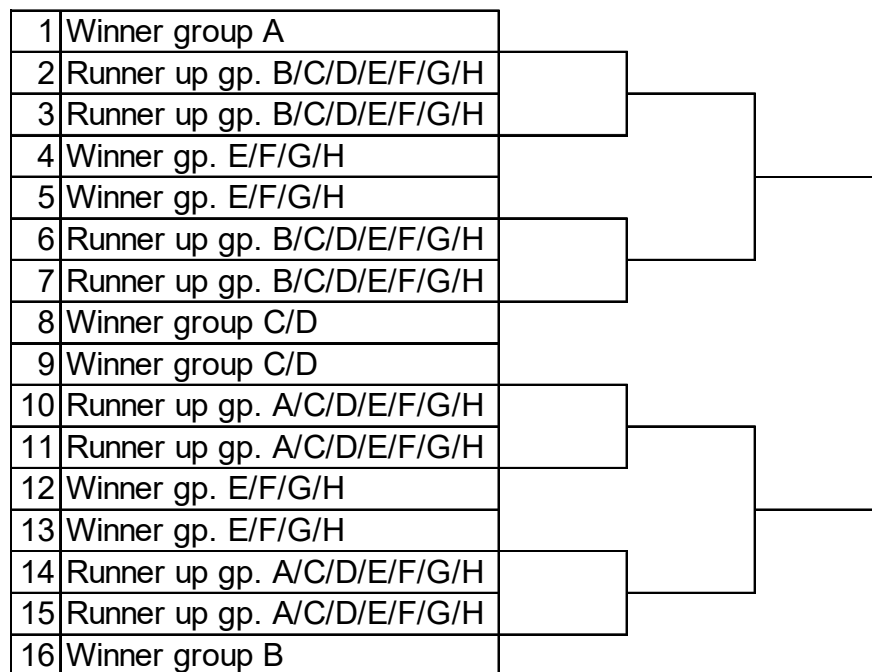 1 Winner group A
2 Runner up gp. B/C/D/E/F/G/H
3 Runner up gp. B/C/D/E/F/G/H
4 Winner gp. E/F/G/H
5 Winner gp. E/F/G/H
6 Runner up gp. B/C/D/E/F/G/H
7 Runner up gp. B/C/D/E/F/G/H
8 Winner group C/D
9 Winner group C/D
10 Runner up gp. A/C/D/E/F/G/H
11 Runner up gp. A/C/D/E/F/G/H
12 Winner gp. E/F/G/H
13 Winner gp. E/F/G/H
14 Runner up gp. A/C/D/E/F/G/H
15 Runner up gp. A/C/D/E/F/G/H
16 Winner group B